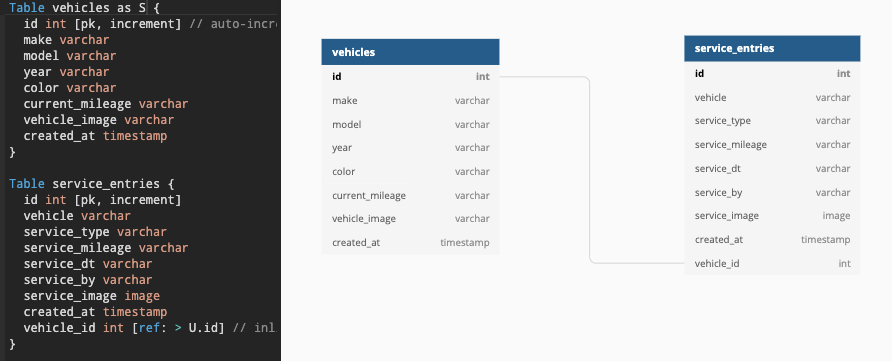 Table vehicles as S {
id int [pk, increment] // auto-incre
make varchar
model varchar
year varchar
color varchar
current_mileage varchar
vehicle_image varchar
created_at timestamp
}
Table service_entries {
id int [pk, increment]
vehicle varchar
service_type varchar
service_mileage varchar
service_dt varchar
service_by varchar
service_image image
created_at timestamp
vehicle_id int [ref: > U.id] // inl
}
vehicles
id int
make varchar
model varchar
year varchar
color varchar
current_mileage varchar
vehicle_image varchar
created_at timestamp
service_entries
id int
vehicle varchar
service_type varchar
service_mileage varchar
service_dt varchar
service_by varchar
service_image image
created_at timestamp
vehicle_id int